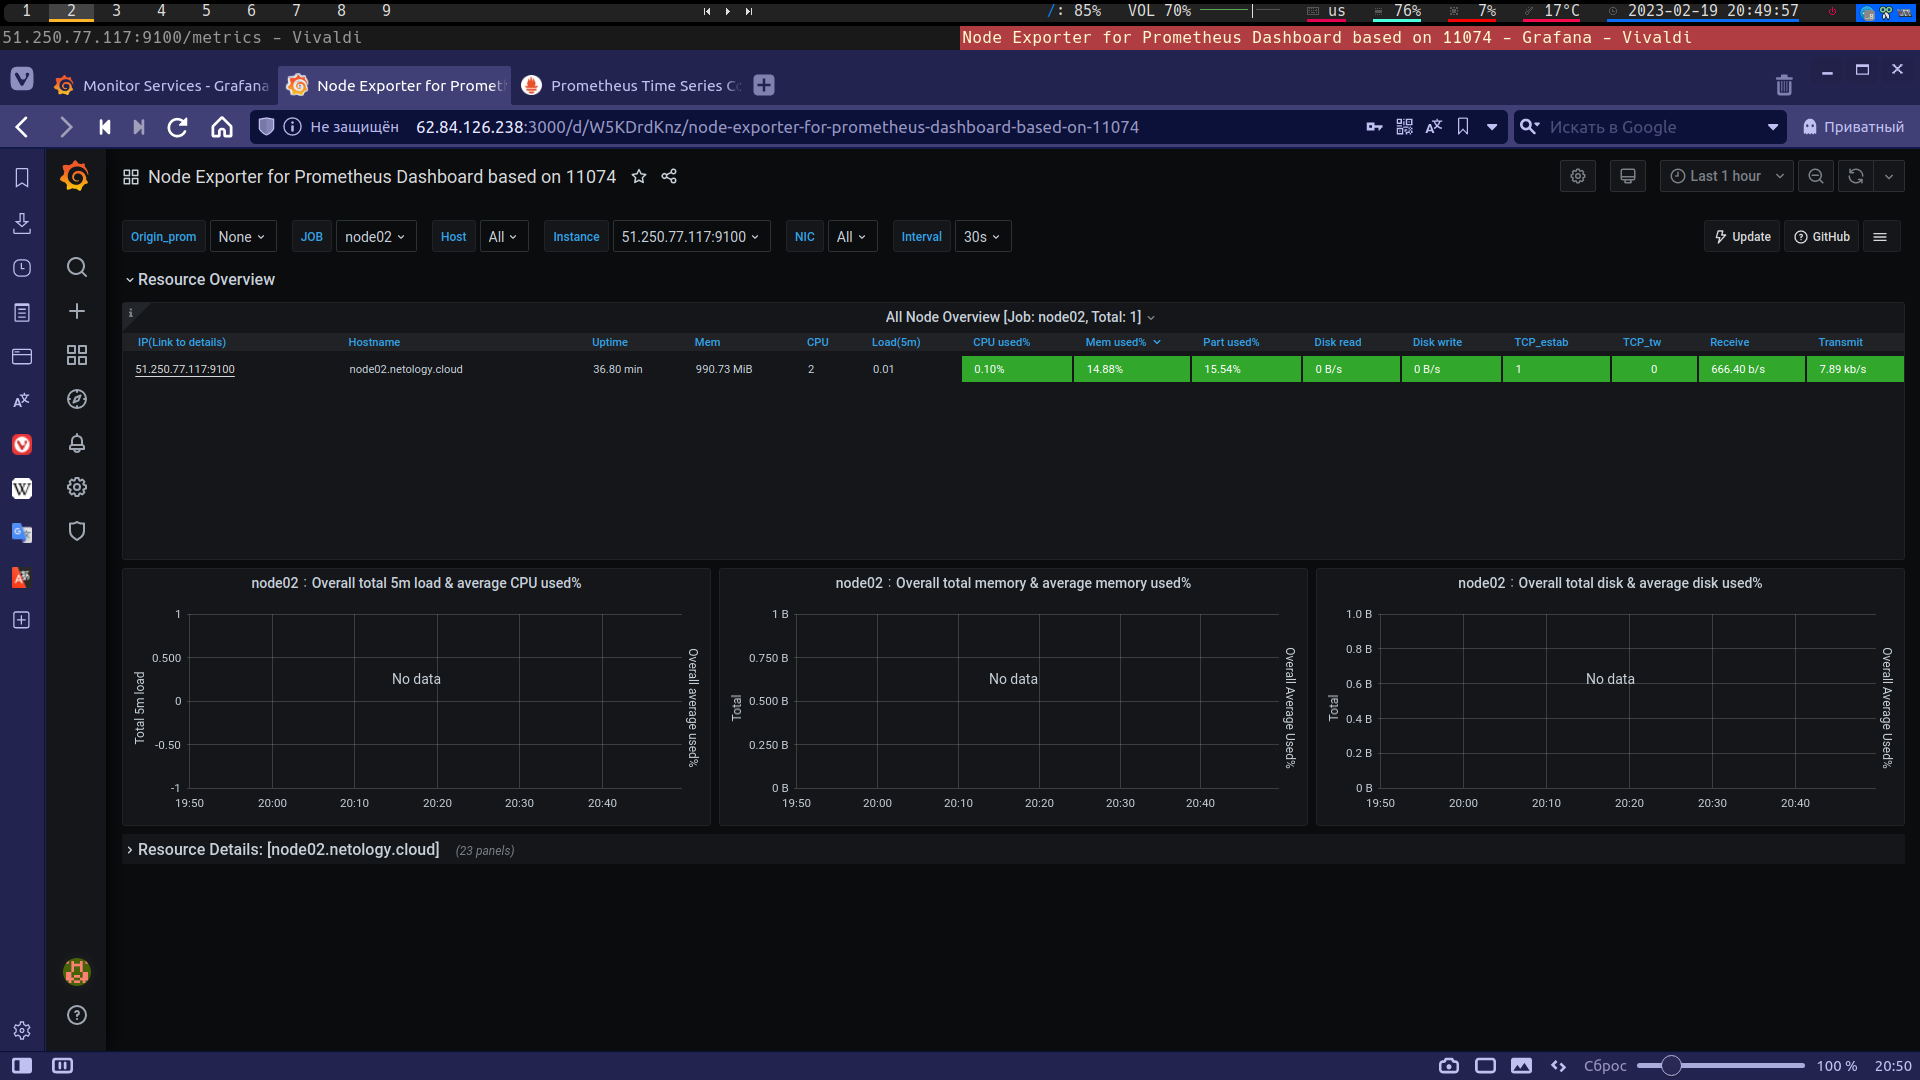 1 2 3 4 5 6 7 8 9 /: 85% VOL 70% us 76% 7% 17°C 2023-02-19 20:49:57
51.250.77.117:9100/metrics - Vivaldi Node Exporter for Prometheus Dashboard based on 11074 - Grafana - Vivaldi
Monitor Services - Grafana Node Exporter for Promet Prometheus Time Series Co
Не защищён 62.84.126.238:3000/d/W5KDrdKnz/node-exporter-for-prometheus-dashboard-based-on-11074 Искать в Google Приватный
Node Exporter for Prometheus Dashboard based on 11074 Last 1 hour
Origin_prom None JOB node02 Host All Instance 51.250.77.117:9100 NIC All Interval 30s Update GitHub
Resource Overview
All Node Overview [Job: node02, Total: 1]
IP(Link to details) Hostname Uptime Mem CPU Load(5m) CPU used% Mem used% Part used% Disk read Disk write TCP_estab TCP_tw Receive Transmit
51.250.77.117:9100 node02.netology.cloud 36.80 min 990.73 MiB 2 0.01 0.10% 14.88% 15.54% 0 B/s 0 B/s 1 0 666.40 b/s 7.89 kb/s
node02：Overall total 5m load & average CPU used%
Total 5m load
1
0.500
0
-0.50
-1
No data
19:50 20:00 20:10 20:20 20:30 20:40
Overall average used%
node02：Overall total memory & average memory used%
Total
1 B
0.750 B
0.500 B
0.250 B
0 B
No data
19:50 20:00 20:10 20:20 20:30 20:40
Overall Average Used%
node02：Overall total disk & average disk used%
Total
1.0 B
0.8 B
0.6 B
0.4 B
0.2 B
0 B
No data
19:50 20:00 20:10 20:20 20:30 20:40
Overall Average Used%
Resource Details: [node02.netology.cloud] (23 panels)
Сброс 100 % 20:50